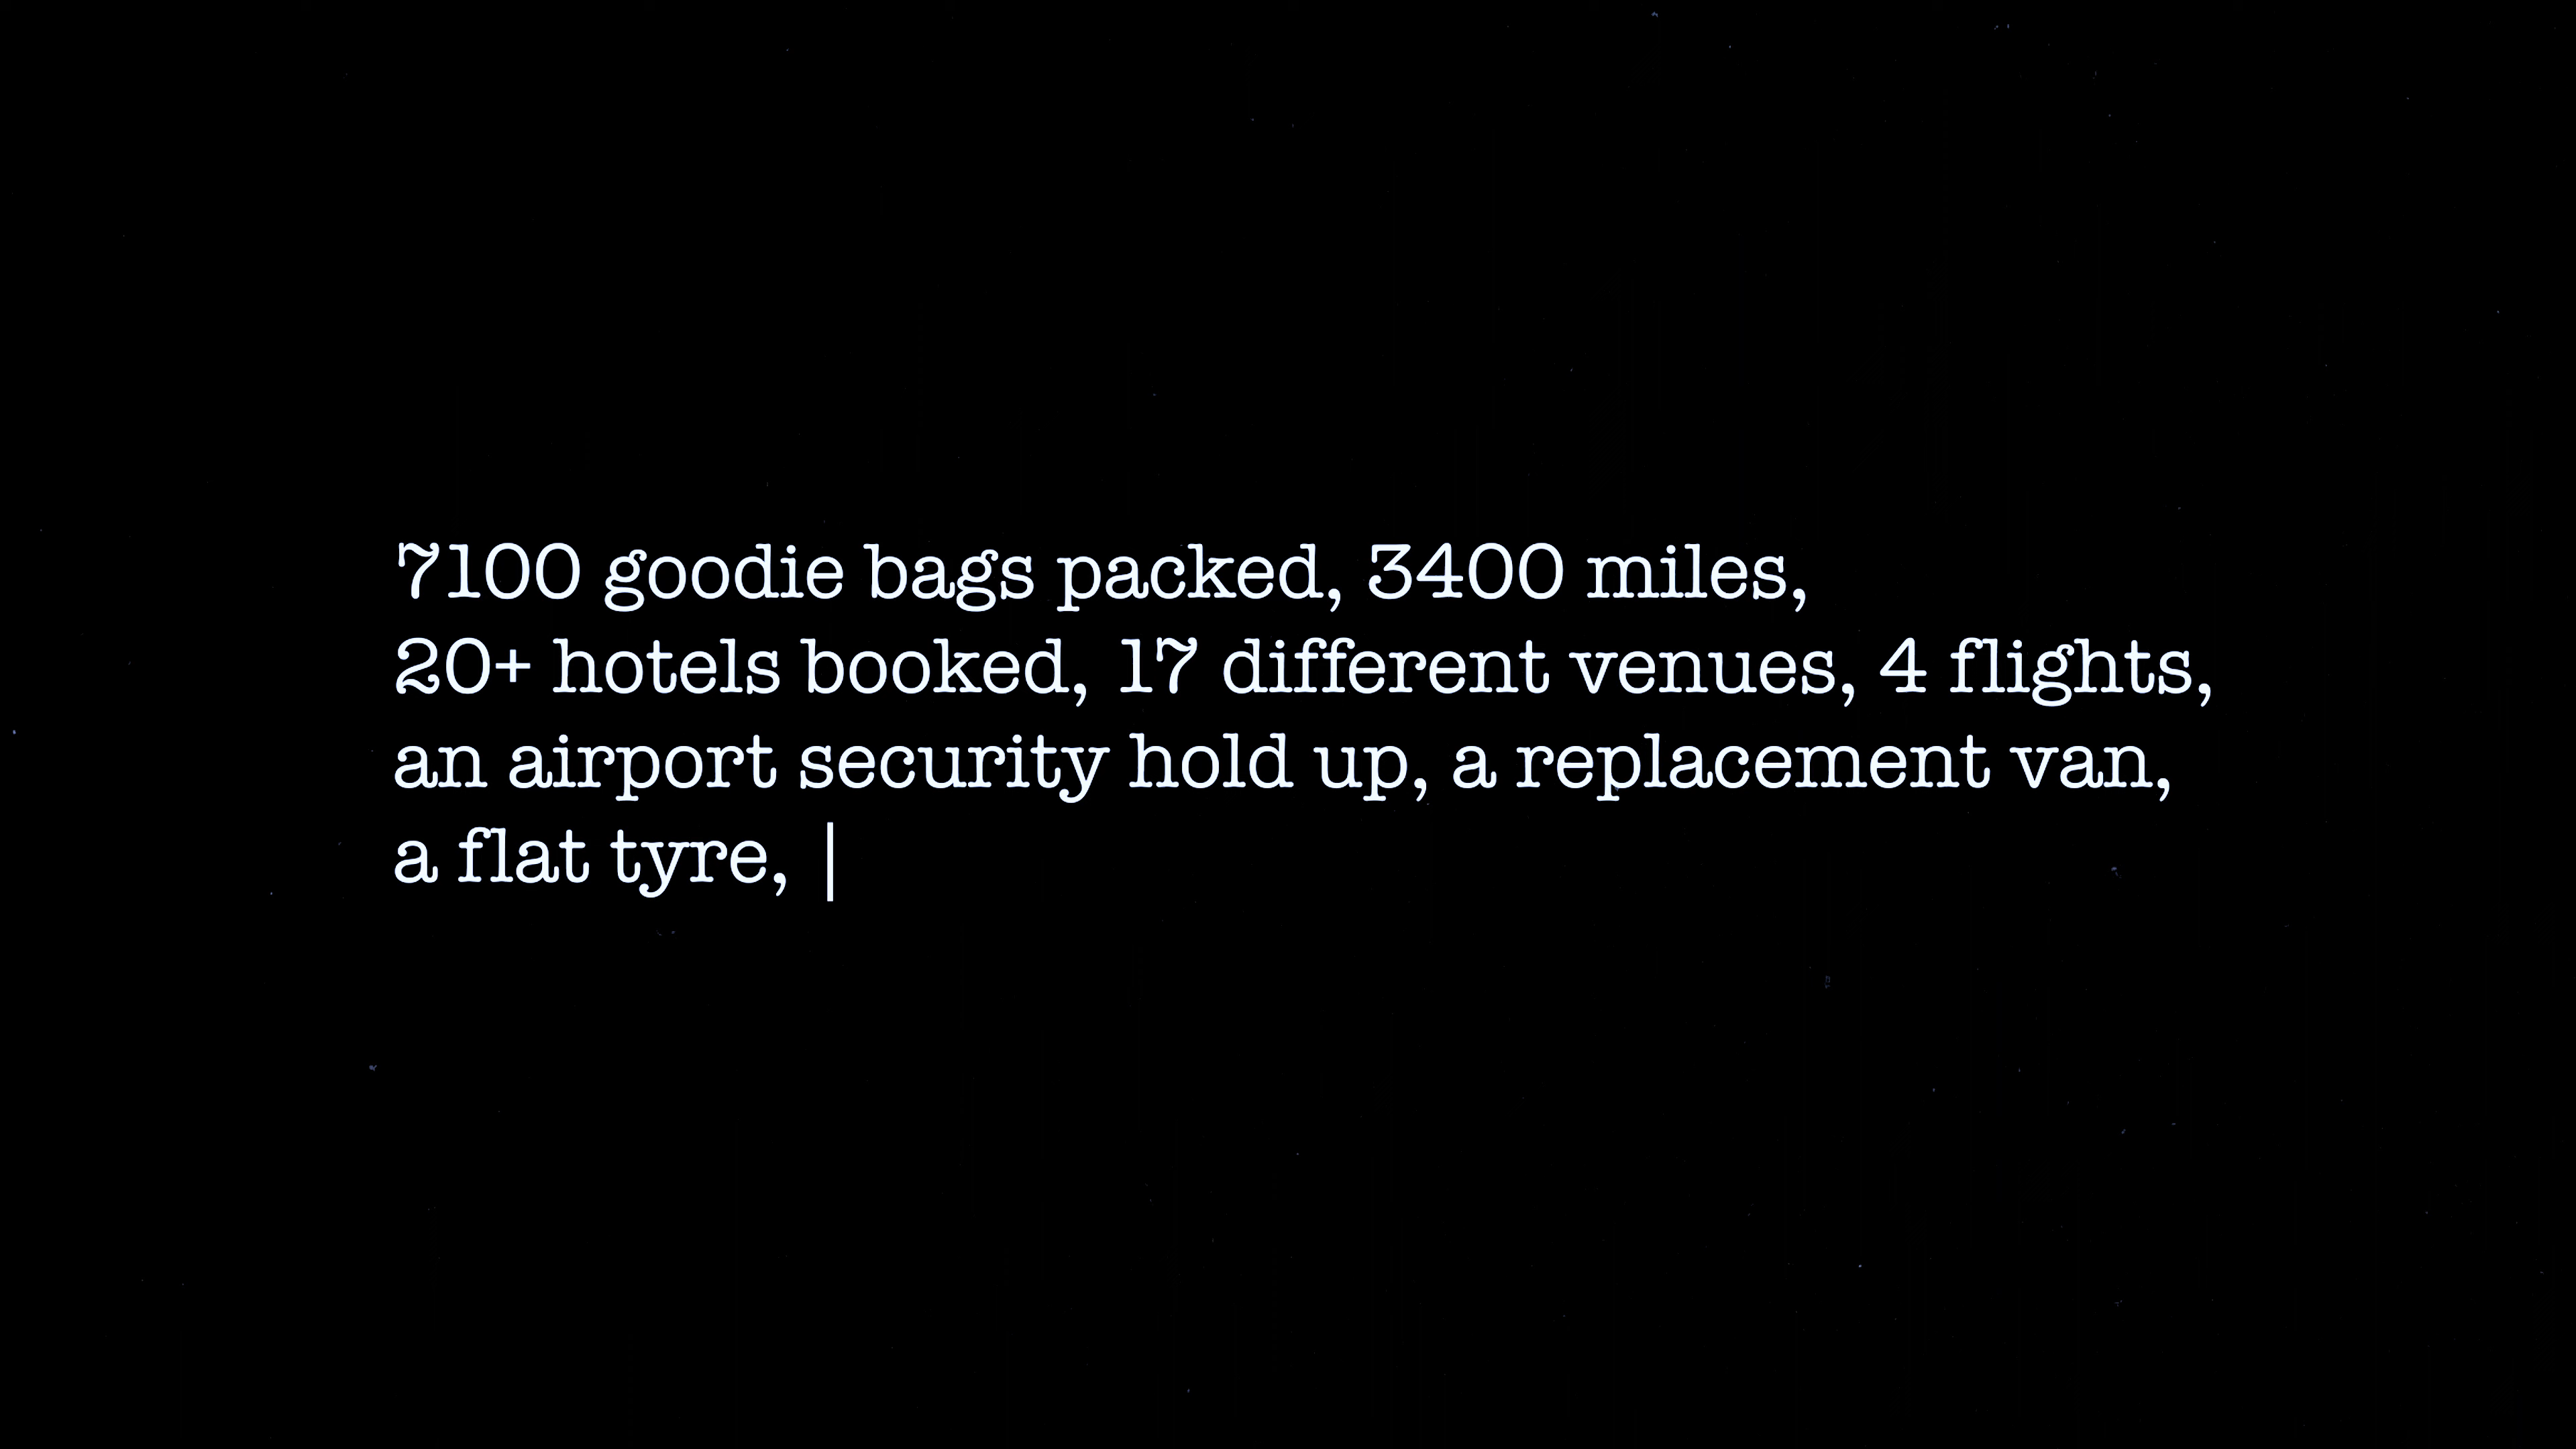 7100 goodie bags packed, 3400 miles,
20+ hotels booked, 17 different venues, 4 flights,
an airport security hold up, a replacement van,
a flat tyre,